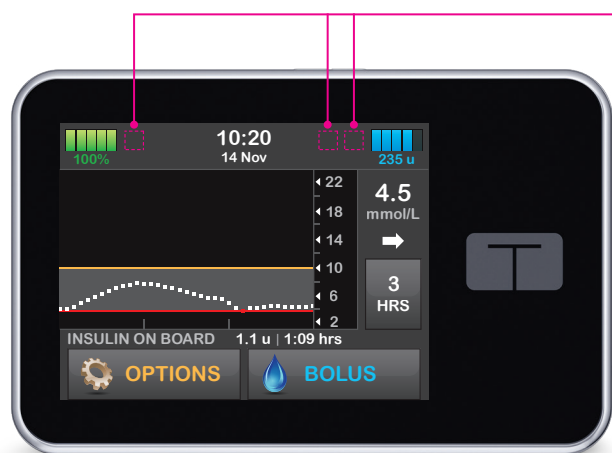 10:20
14 Nov
100%
235 u
22
18
14
10
6
2
4.5
mmol/L
3
HRS
INSULIN ON BOARD 1.1 u | 1:09 hrs
OPTIONS
BOLUS